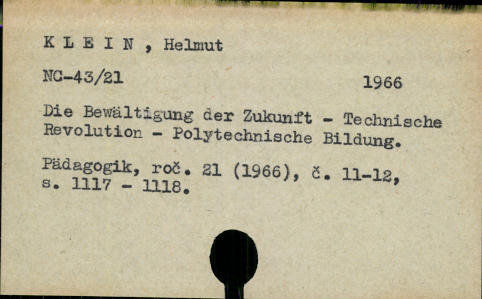 K L E I N , Helmut
NC-43/21
1966
Die Bewältigung der Zukunft - Technische
Revolution - Polytechnische Bildung.
Pädagogik, roč. 21 (1966), č. 11-12,
s. 1117 - 1118.